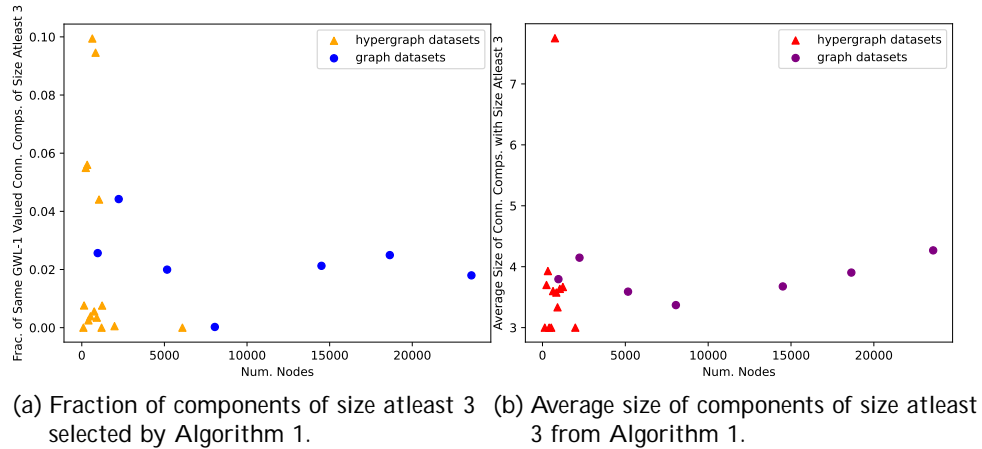 Frac. of Same GWL-1 Valued Conn. Comps. of Size Atleast 3
0.10
0.08
0.06
0.04
0.02
0.00
0
5000
10000
15000
20000
Num. Nodes
hypergraph datasets
graph datasets
(a) Fraction of components of size atleast 3
selected by Algorithm 1.
Average Size of Conn. Comps. with Size Atleast 3
7
6
5
4
3
0
5000
10000
15000
20000
Num. Nodes
hypergraph datasets
graph datasets
(b) Average size of components of size atleast
3 from Algorithm 1.